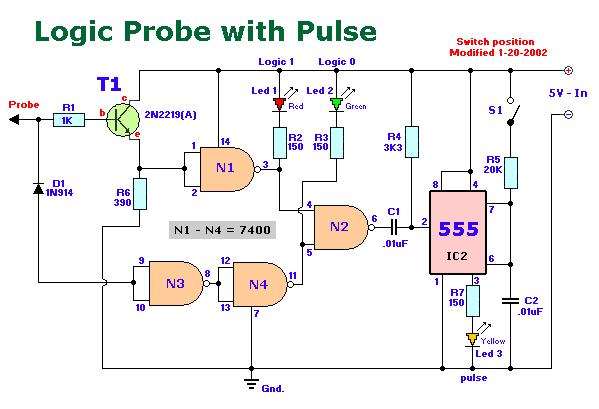 Logic Probe with Pulse
Switch position
Modified 1-20-2002
Logic 1
Logic 0
T1
c
Led 1
Led 2
5V - In
Probe
R1
b
2N2219(A)
Red
Green
S1
1K
e
14
R2
150
R3
150
R4
3K3
R5
20K
1
N1
3
2
D1
1N914
R6
390
8
4
7
4
N2
6
C1
2
555
N1 - N4 = 7400
5
.01uF
IC2
9
N3
8
12
N4
11
6
10
13
7
1
3
R7
150
C2
.01uF
Yellow
Led 3
Gnd.
pulse